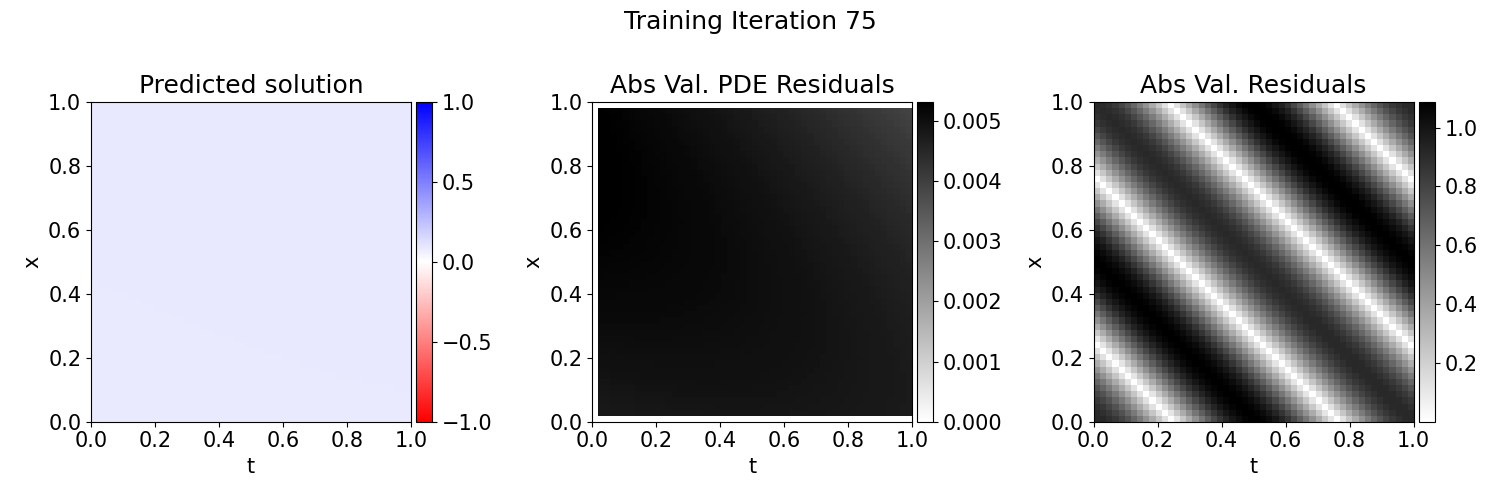 Training Iteration 75
Predicted solution
Abs Val. PDE Residuals
Abs Val. Residuals
1.0
0.8
0.6
0.4
0.2
0.0
x
0.0 0.2 0.4 0.6 0.8 1.0
t
1.0
0.5
0.0
−0.5
−1.0
1.0
0.8
0.6
0.4
0.2
0.0
x
0.0 0.2 0.4 0.6 0.8 1.0
t
0.005
0.004
0.003
0.002
0.001
0.000
1.0
0.8
0.6
0.4
0.2
0.0
x
0.0 0.2 0.4 0.6 0.8 1.0
t
1.0
0.8
0.6
0.4
0.2